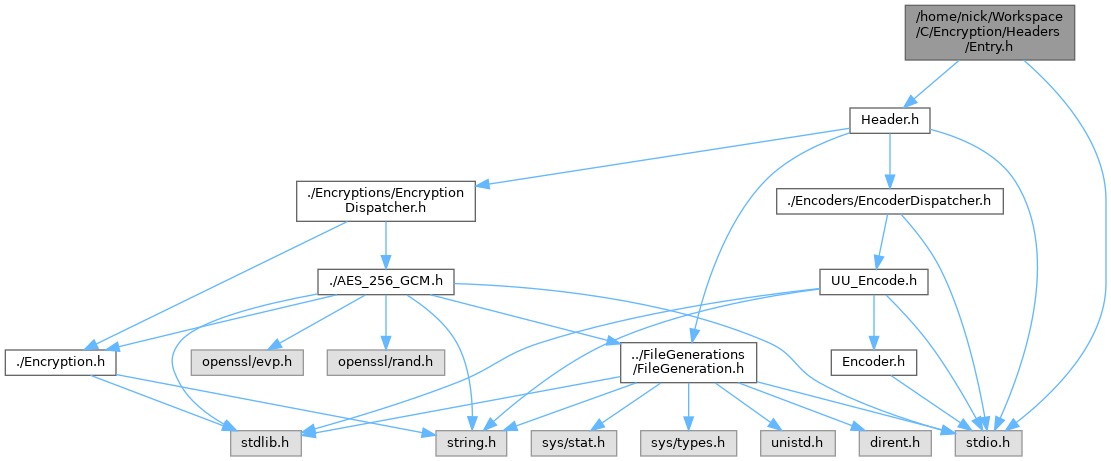 /home/nick/Workspace
/C/Encryption/Headers
/Entry.h
Header.h
./Encryptions/Encryption
Dispatcher.h
./Encoders/EncoderDispatcher.h
./AES_256_GCM.h
UU_Encode.h
./Encryption.h
openssl/evp.h
openssl/rand.h
../FileGenerations
/FileGeneration.h
Encoder.h
stdlib.h
string.h
sys/stat.h
sys/types.h
unistd.h
dirent.h
stdio.h